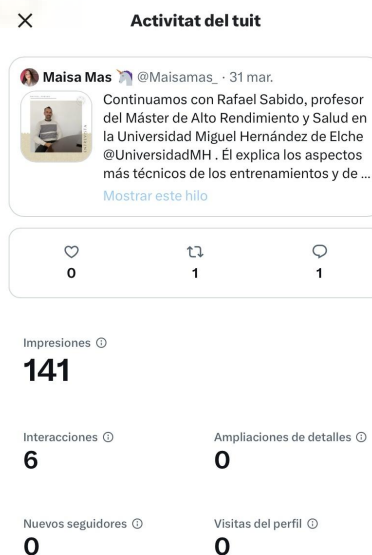 Activitat del tuit
Maisa Mas 🦄 @Maisamas_ · 31 mar.
Continuamos con Rafael Sabido, profesor
del Máster de Alto Rendimiento y Salud en
la Universidad Miguel Hernández de Elche
@UniversidadMH . Él explica los aspectos
más técnicos de los entrenamientos y de ...
Mostrar este hilo
0 1 1
Impresiones
141
Interacciones Ampliaciones de detalles
6 0
Nuevos seguidores Visitas del perfil
0 0